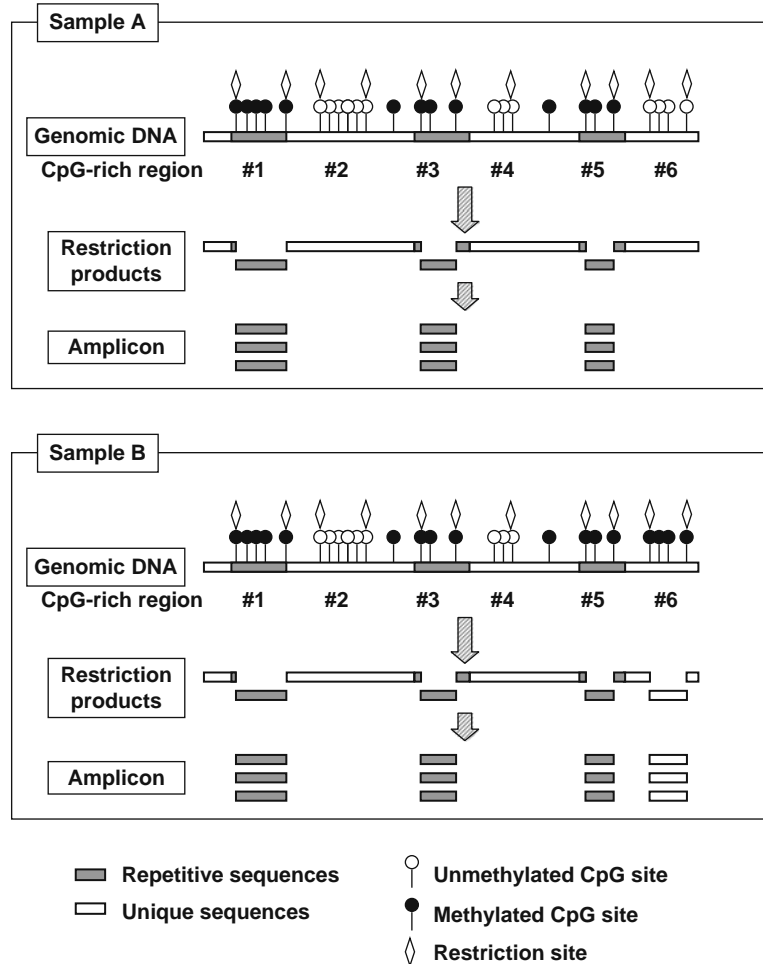 Sample A
Genomic DNA
CpG-rich region #1 #2 #3 #4 #5 #6
Restriction
products
Amplicon
Sample B
Genomic DNA
CpG-rich region #1 #2 #3 #4 #5 #6
Restriction
products
Amplicon
Repetitive sequences
Unique sequences
Unmethylated CpG site
Methylated CpG site
Restriction site